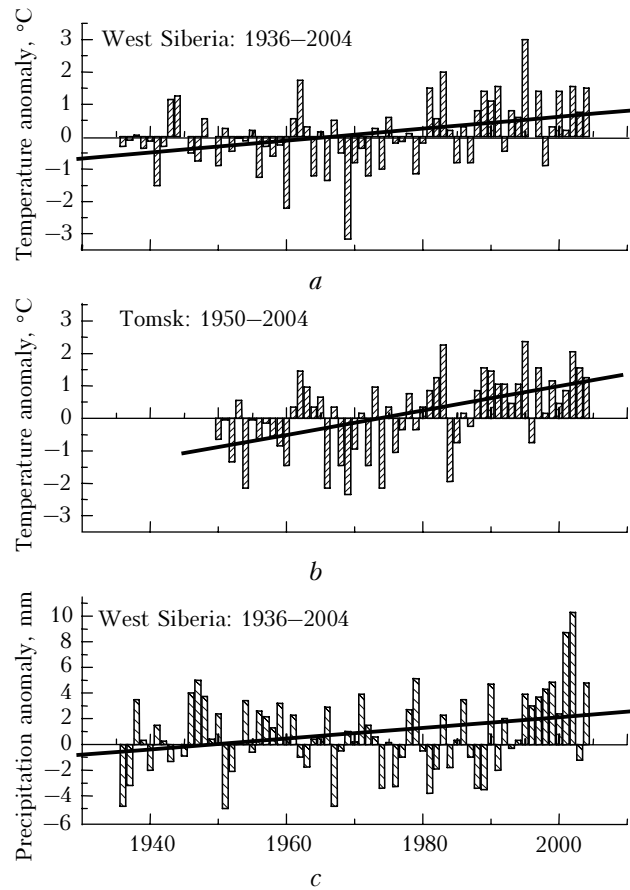 Temperature anomaly, °C
West Siberia: 1936–2004
3
2
1
0
−1
−2
−3
a
Temperature anomaly, °C
Tomsk: 1950–2004
3
2
1
0
−1
−2
−3
b
Precipitation anomaly, mm
West Siberia: 1936–2004
10
8
6
4
2
0
−2
−4
−6
1940 1960 1980 2000
c